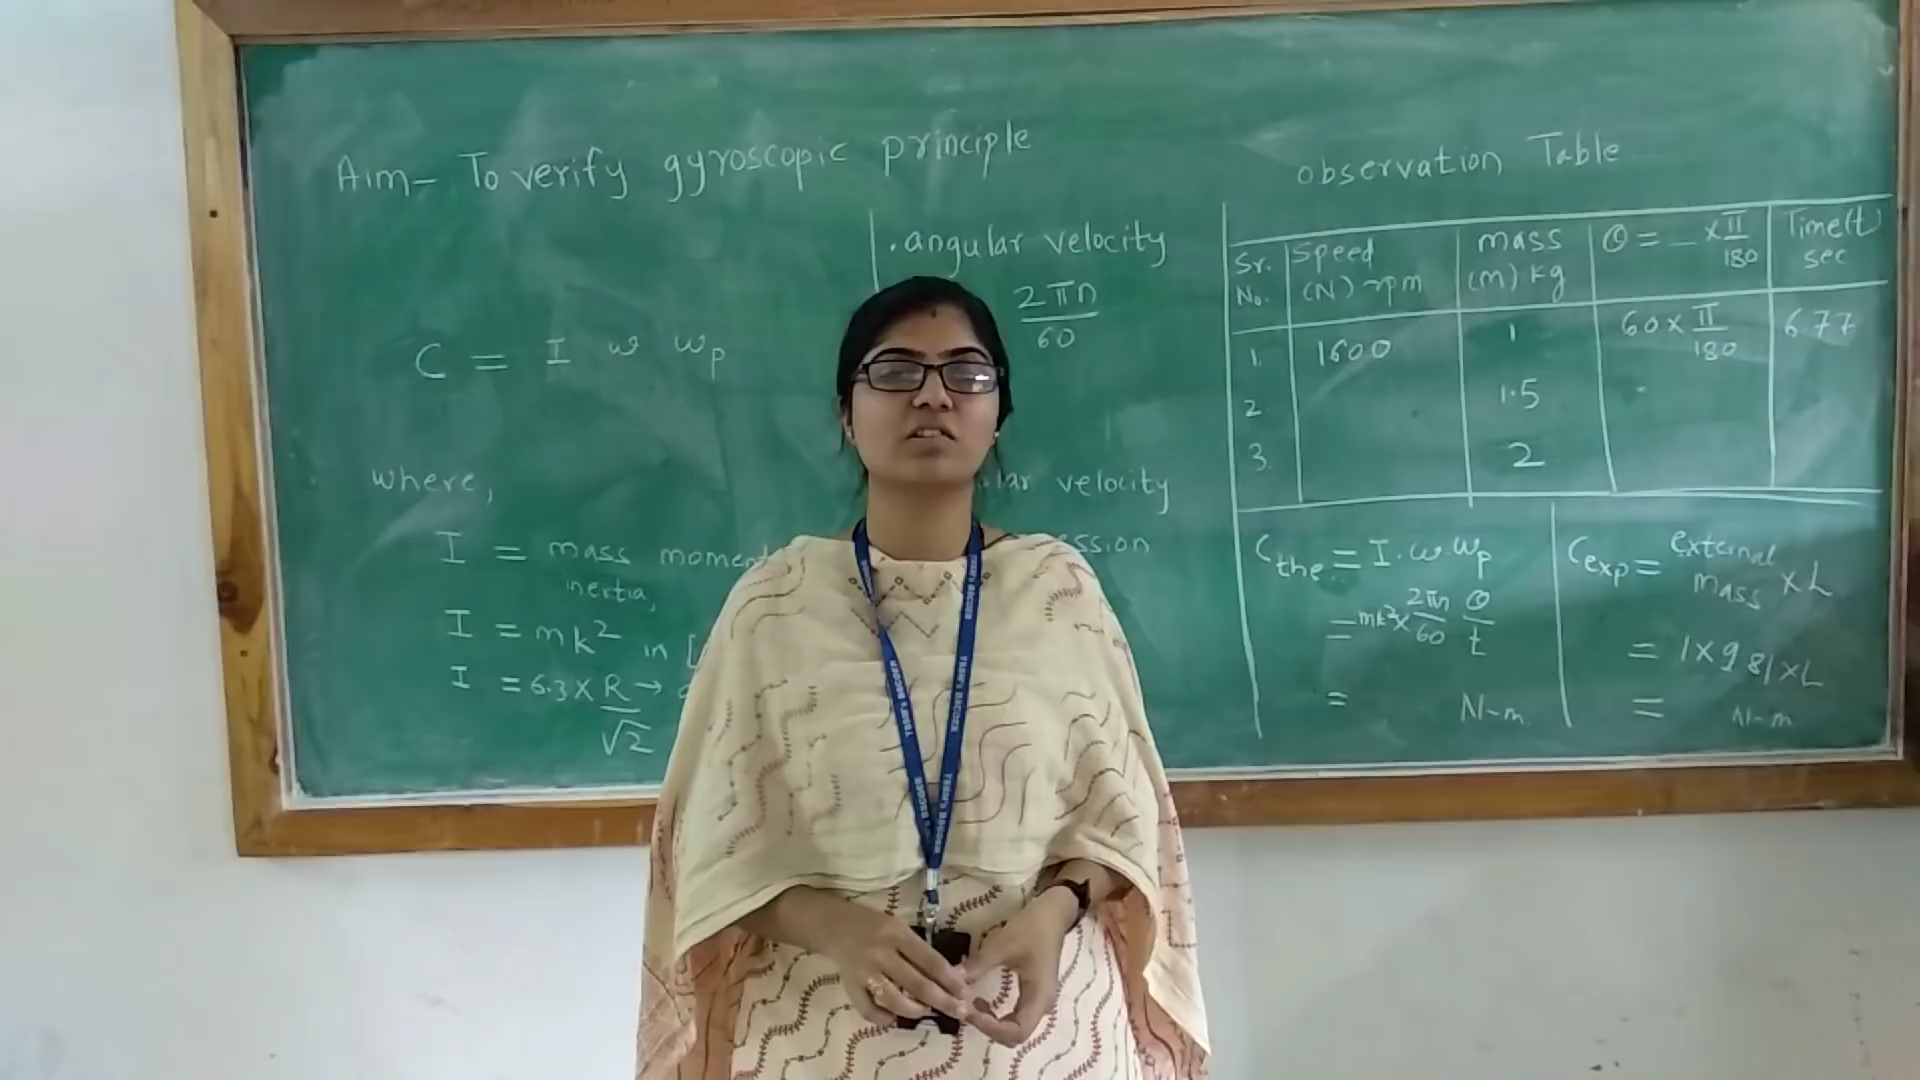 Aim- To verify gyroscopic principle
C = I ω ωp
where,
I = mass moment
inertia,
I = mk² in
I = 6.3 × R/√2 →
. angular velocity
2πn/60
velocity
Observation Table
Sr. No. Speed (N) rpm mass (m) kg Θ = _ × π/180 Time(t) sec
1. 1600 1 60 × π/180 6.77
2. 1.5
3. 2
Cthe = I.ω.ωp
= mk² × 2πn/60 Θ/t
= N-m
Cexp = external mass × L
= 1×9.81×L
= N-m